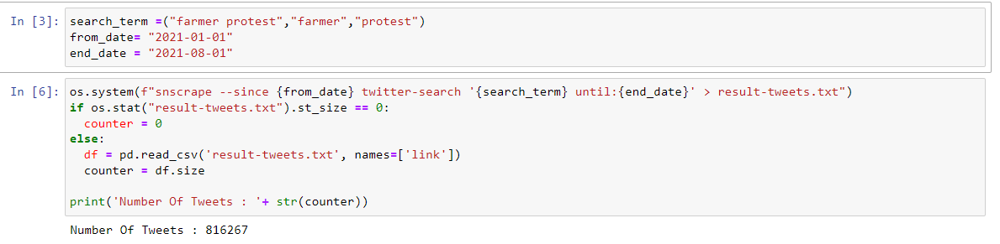 In [3]: search_term =("farmer protest","farmer","protest")
from_date= "2021-01-01"
end_date = "2021-08-01"
In [6]: os.system(f"snscrape --since {from_date} twitter-search '{search_term} until:{end_date}' > result-tweets.txt")
if os.stat("result-tweets.txt").st_size == 0:
  counter = 0
else:
  df = pd.read_csv('result-tweets.txt', names=['link'])
  counter = df.size
print('Number Of Tweets : '+ str(counter))
Number Of Tweets : 816267